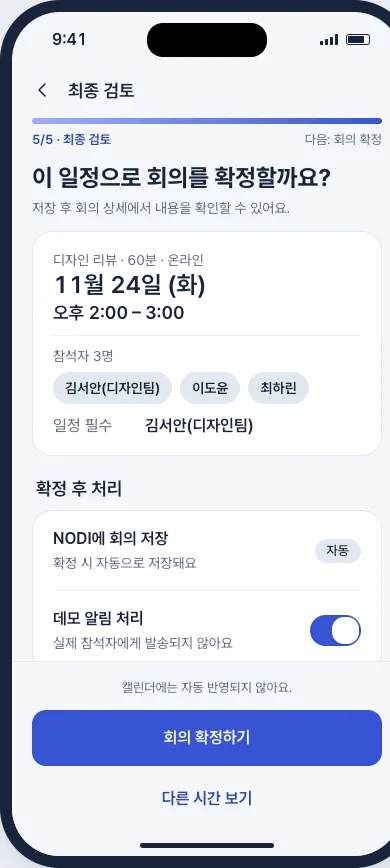 9:41
최종 검토
5/5 · 최종 검토
다음: 회의 확정
이 일정으로 회의를 확정할까요?
저장 후 회의 상세에서 내용을 확인할 수 있어요.
디자인 리뷰 · 60분 · 온라인
11월 24일 (화)
오후 2:00 – 3:00
참석자 3명
김서안(디자인팀) 이도윤 최하린
일정 필수 김서안(디자인팀)
확정 후 처리
NODI에 회의 저장
확정 시 자동으로 저장돼요
자동
데모 알림 처리
실제 참석자에게 발송되지 않아요
캘린더에는 자동 반영되지 않아요.
회의 확정하기
다른 시간 보기